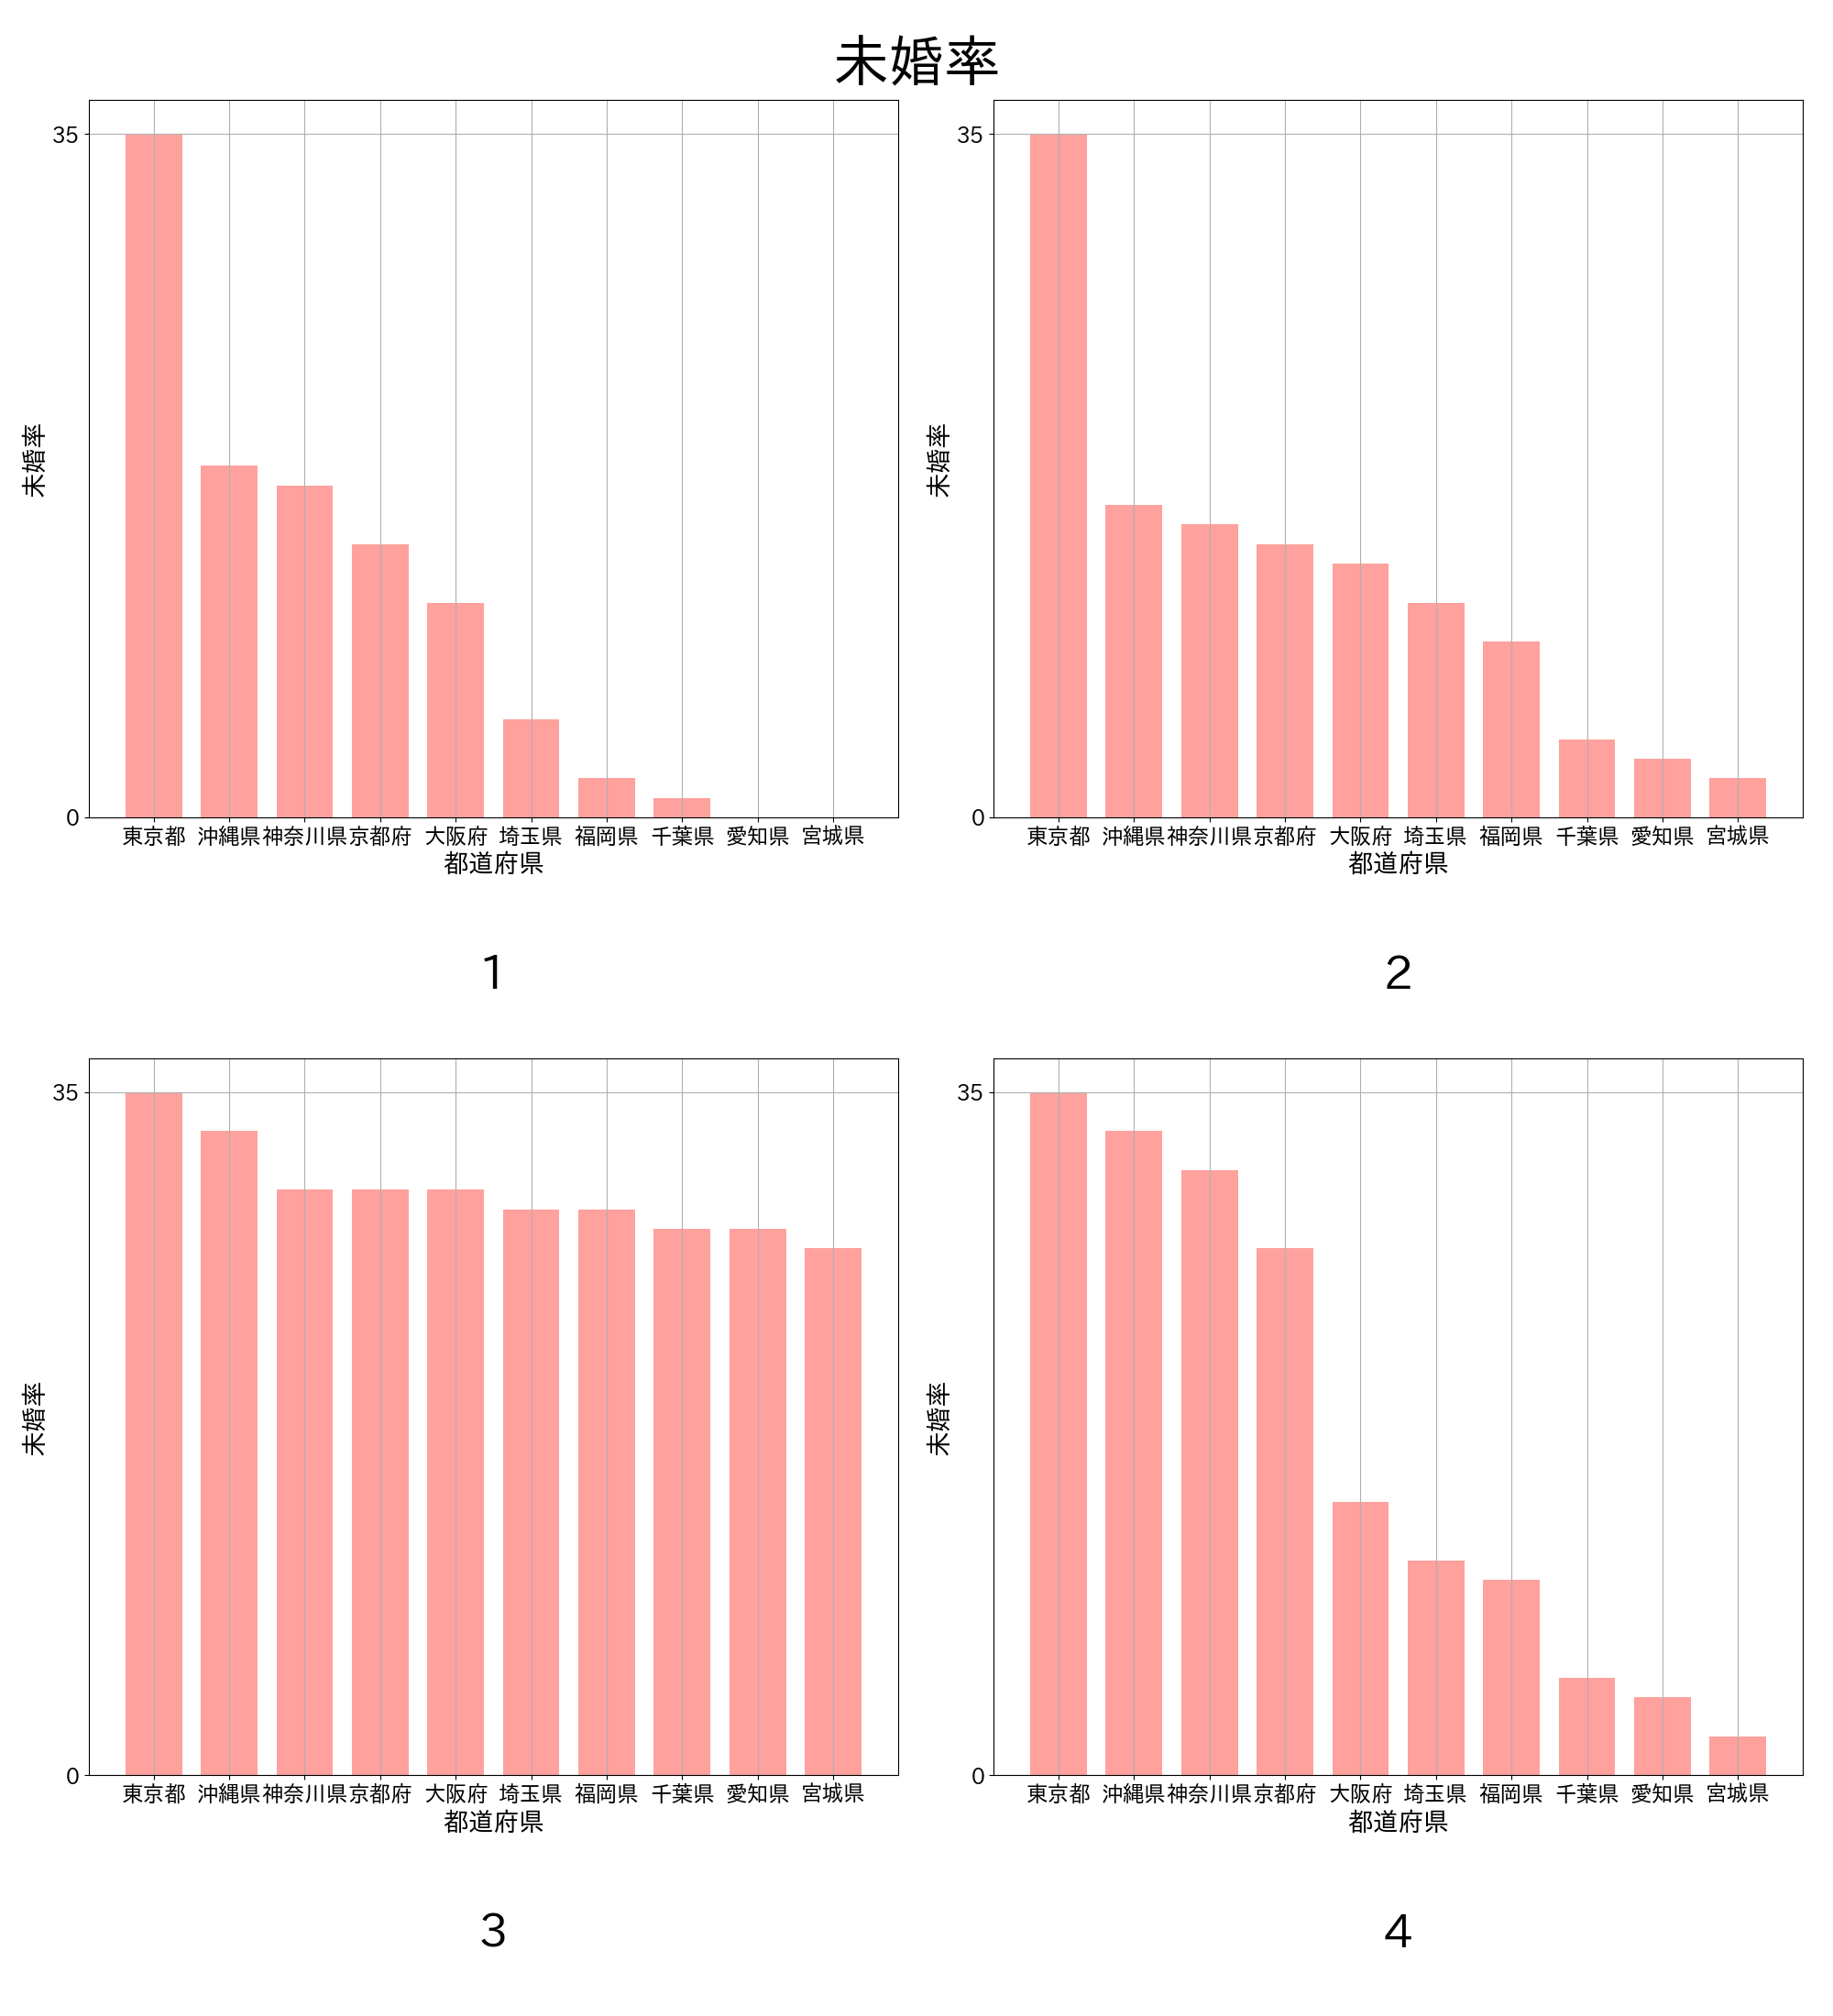 未婚率
35
0
未婚率
東京都 沖縄県 神奈川県 京都府 大阪府 埼玉県 福岡県 千葉県 愛知県 宮城県
都道府県
1
35
0
未婚率
東京都 沖縄県 神奈川県 京都府 大阪府 埼玉県 福岡県 千葉県 愛知県 宮城県
都道府県
2
35
0
未婚率
東京都 沖縄県 神奈川県 京都府 大阪府 埼玉県 福岡県 千葉県 愛知県 宮城県
都道府県
3
35
0
未婚率
東京都 沖縄県 神奈川県 京都府 大阪府 埼玉県 福岡県 千葉県 愛知県 宮城県
都道府県
4